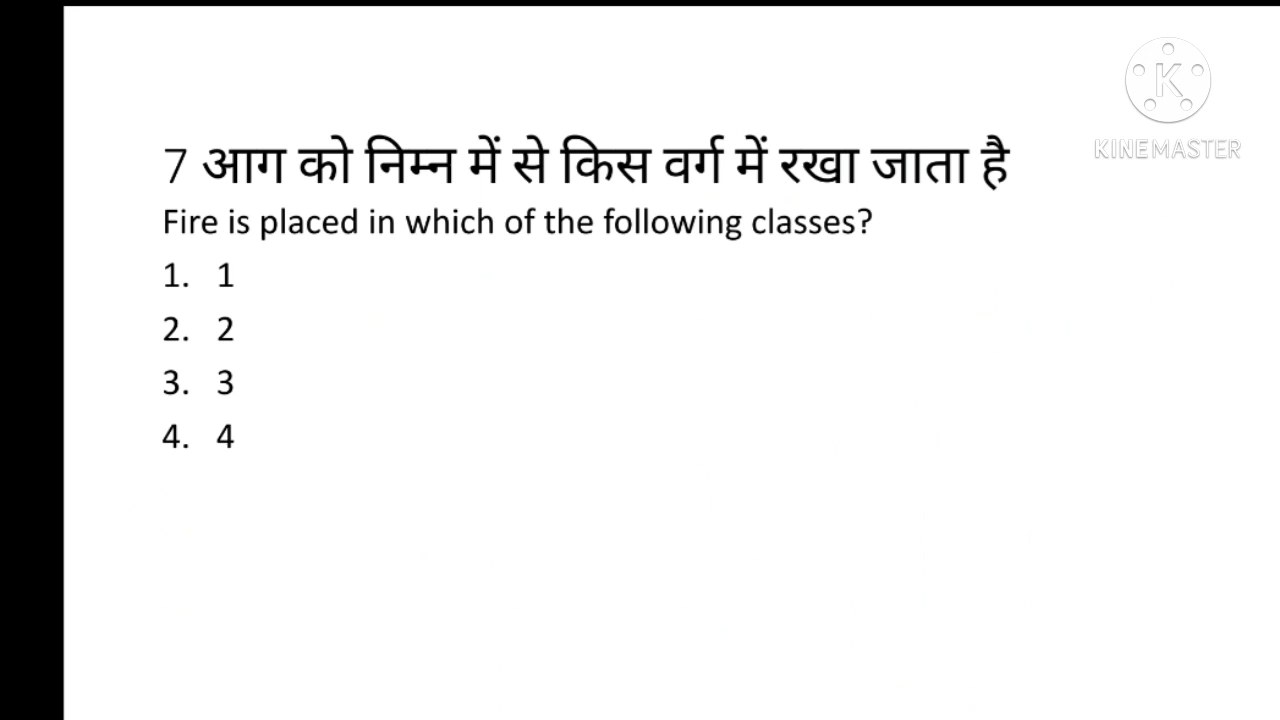 7 आग को निम्न में से किस वर्ग में रखा जाता है
Fire is placed in which of the following classes?
1. 1
2. 2
3. 3
4. 4
K
KINEMASTER